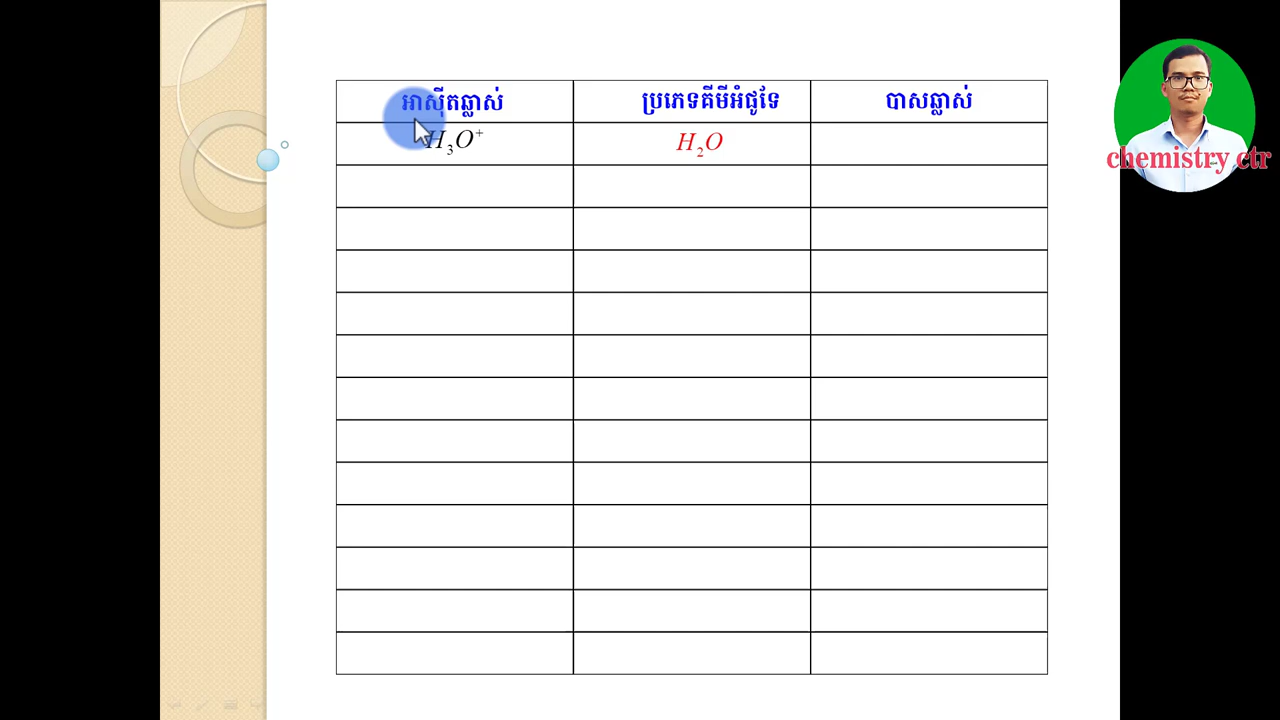 អាស៊ីតឆ្លាស់ ប្រភេទគីមីអំផូទែ បាសឆ្លាស់
H₃O⁺ H₂O
chemistry ctr